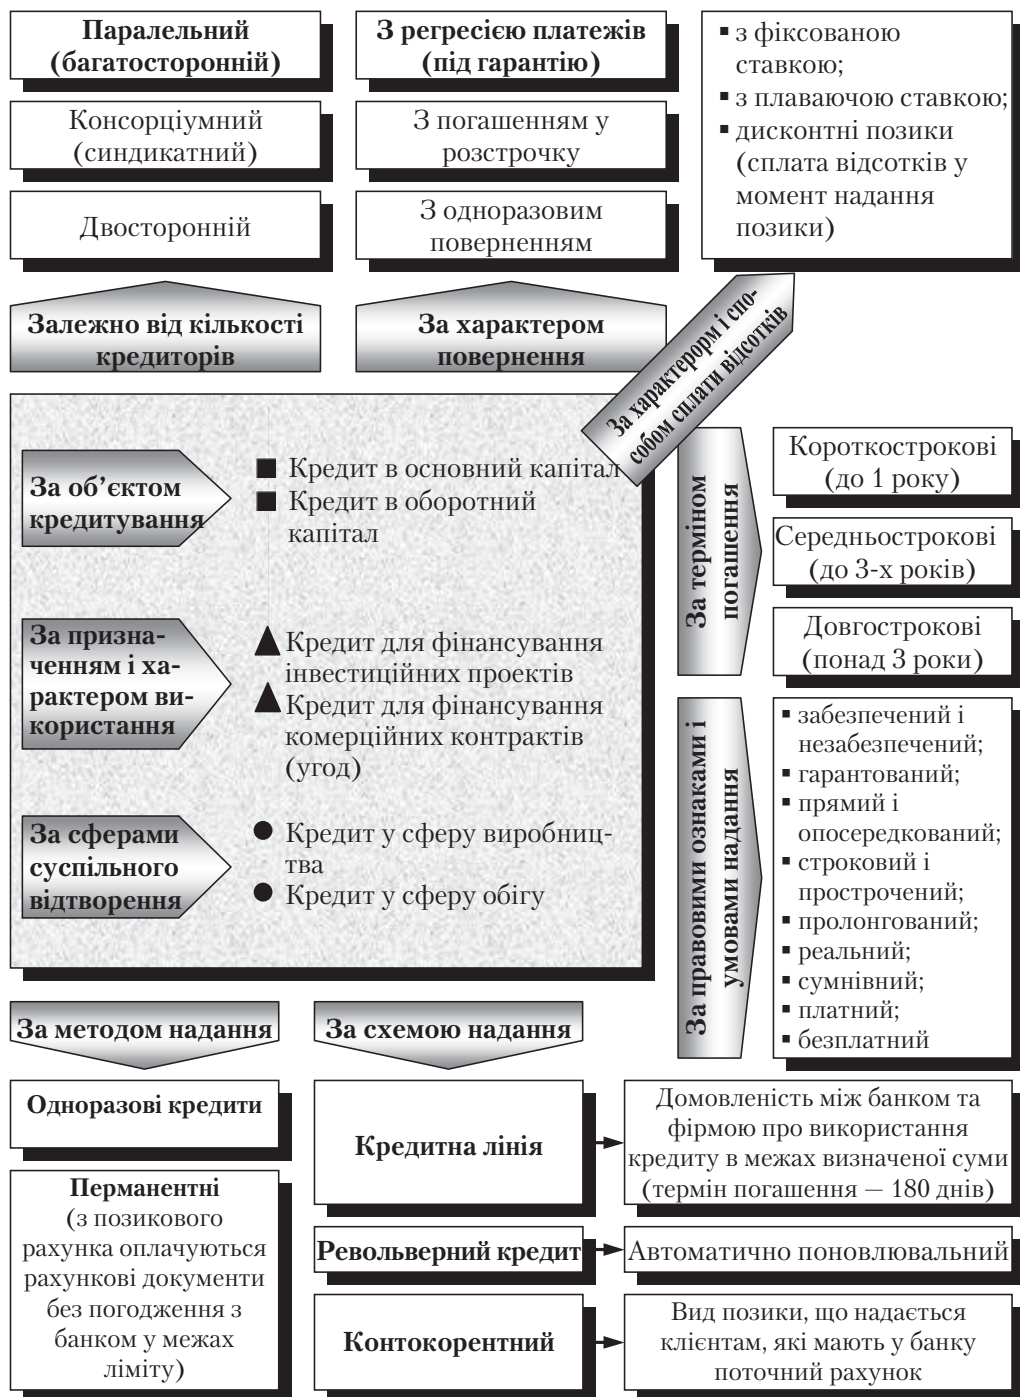 Паралельний
(багатосторонній)
Консорціумний
(синдикатний)
Двосторонній
Залежно від кількості
кредиторів
З регресією платежів
(під гарантію)
З погашенням у
розстрочку
З одноразовим
поверненням
За характером
повернення
▪ з фіксованою
ставкою;
▪ з плаваючою ставкою;
▪ дисконтні позики
(сплата відсотків у
момент надання
позики)
За характерорм і спо-
собом сплати відсотків
За об’єктом
кредитування
■ Кредит в основний капітал
■ Кредит в оборотний
капітал
За призна-
ченням і ха-
рактером ви-
користання
▲ Кредит для фінансування
інвестиційних проектів
▲ Кредит для фінансування
комерційних контрактів
(угод)
За сферами
суспільного
відтворення
● Кредит у сферу виробниц-
тва
● Кредит у сферу обігу
За терміном
погашення
Короткострокові
(до 1 року)
Середньострокові
(до 3-х років)
Довгострокові
(понад 3 роки)
За правовими ознаками і
умовами надання
▪ забезпечений і
незабезпечений;
▪ гарантований;
▪ прямий і
опосередкований;
▪ строковий і
прострочений;
▪ пролонгований;
▪ реальний;
▪ сумнівний;
▪ платний;
▪ безплатний
За методом надання
Одноразові кредити
Перманентні
(з позикового
рахунка оплачуються
рахункові документи
без погодження з
банком у межах
ліміту)
За схемою надання
Кредитна лінія
Домовленість між банком та
фірмою про використання
кредиту в межах визначеної суми
(термін погашення — 180 днів)
Револьверний кредит
Автоматично поновлювальний
Контокорентний
Вид позики, що надається
клієнтам, які мають у банку
поточний рахунок